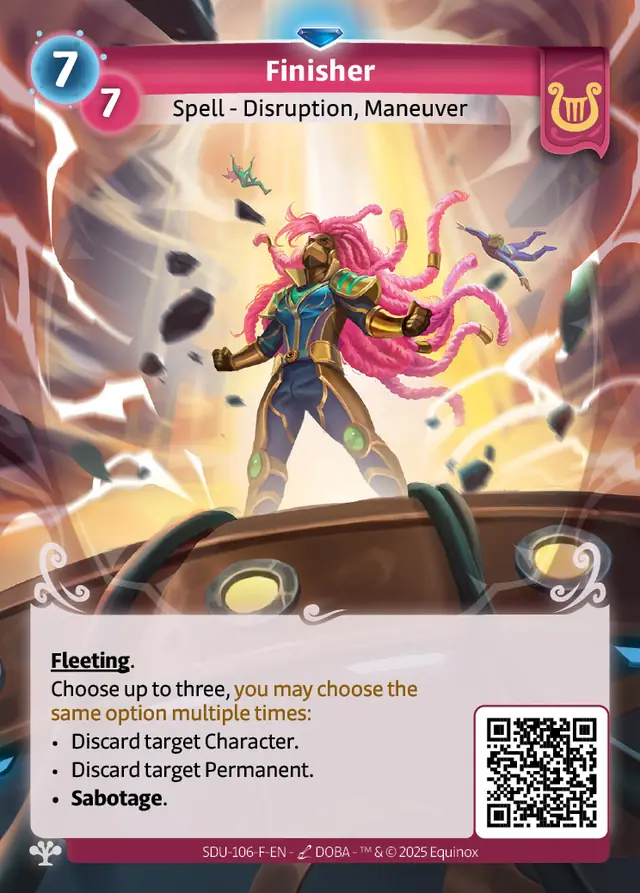 7
Finisher
7
Spell - Disruption, Maneuver
Fleeting.
Choose up to three, you may choose the
same option multiple times:
• Discard target Character.
• Discard target Permanent.
• Sabotage.
SDU-106-F-EN - DOBA - ™ & © 2025 Equinox